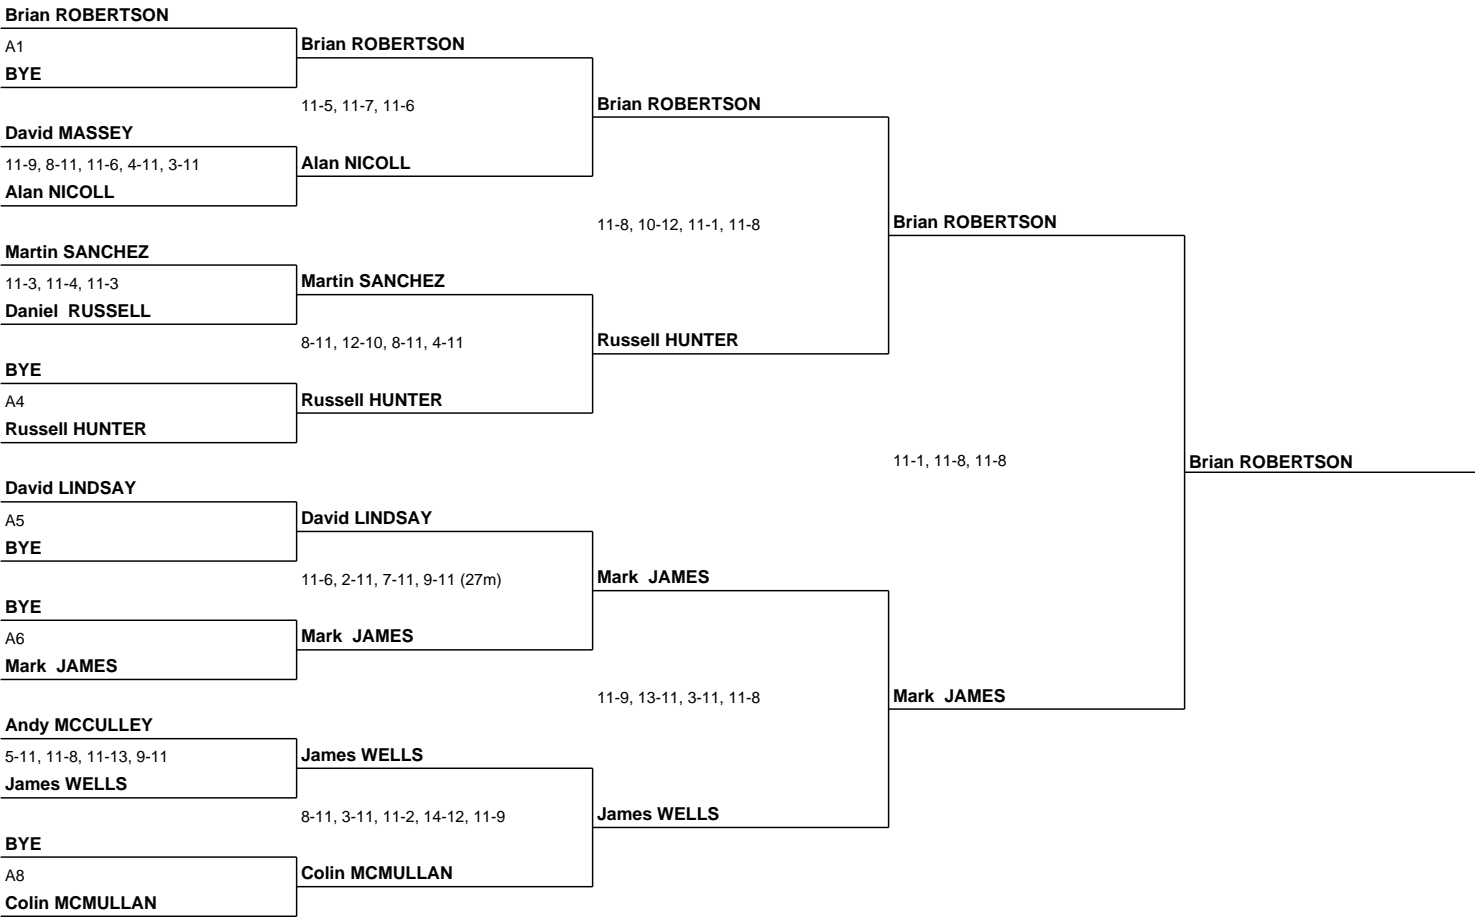 Brian ROBERTSON
A1
BYE
David MASSEY
11-9, 8-11, 11-6, 4-11, 3-11
Alan NICOLL
Martin SANCHEZ
11-3, 11-4, 11-3
Daniel  RUSSELL
BYE
A4
Russell HUNTER
David LINDSAY
A5
BYE
BYE
A6
Mark  JAMES
Andy MCCULLEY
5-11, 11-8, 11-13, 9-11
James WELLS
BYE
A8
Colin MCMULLAN
Brian ROBERTSON
11-5, 11-7, 11-6
Alan NICOLL
Martin SANCHEZ
8-11, 12-10, 8-11, 4-11
Russell HUNTER
David LINDSAY
11-6, 2-11, 7-11, 9-11 (27m)
Mark  JAMES
James WELLS
8-11, 3-11, 11-2, 14-12, 11-9
Colin MCMULLAN
Brian ROBERTSON
11-8, 10-12, 11-1, 11-8
Russell HUNTER
Mark  JAMES
11-9, 13-11, 3-11, 11-8
James WELLS
Brian ROBERTSON
11-1, 11-8, 11-8
Mark  JAMES
Brian ROBERTSON